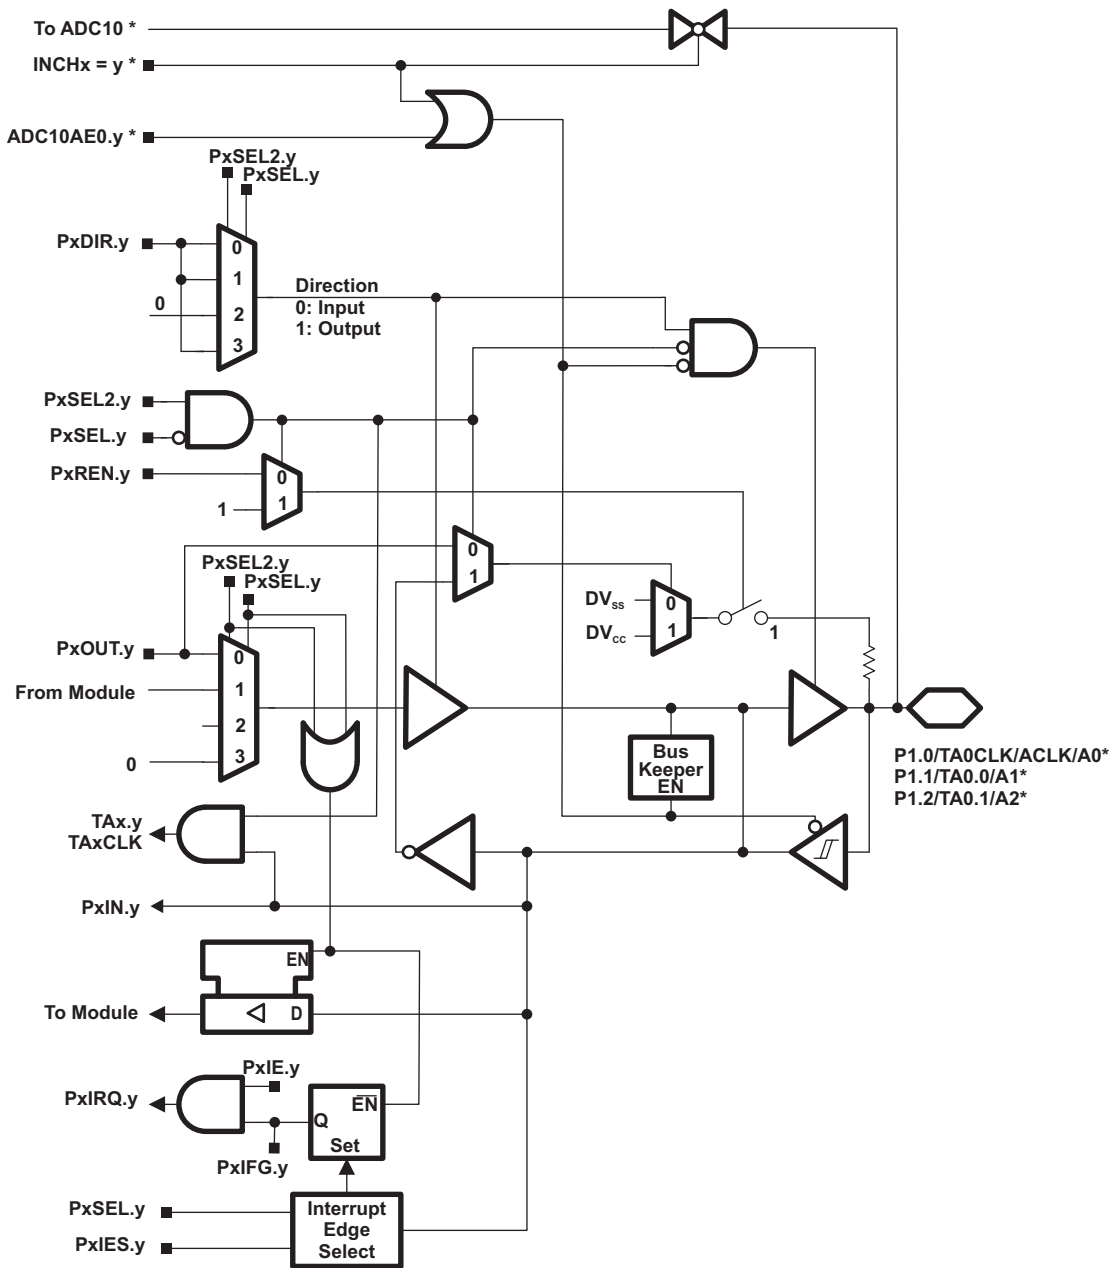 To ADC10 *
INCHx = y *
ADC10AE0.y *
PxSEL2.y
PxSEL.y
PxDIR.y
0
1
0
2
3
Direction
0: Input
1: Output
PxSEL2.y
PxSEL.y
PxREN.y
0
1
1
0
1
PxSEL2.y
PxSEL.y
DVSS
0
DVCC
1
1
PxOUT.y
0
From Module
1
2
0
3
Bus
Keeper
EN
P1.0/TA0CLK/ACLK/A0*
P1.1/TA0.0/A1*
P1.2/TA0.1/A2*
TAx.y
TAxCLK
PxIN.y
EN
To Module
D
PxIE.y
PxIRQ.y
EN
Q
Set
PxIFG.y
PxSEL.y
PxIES.y
Interrupt
Edge
Select